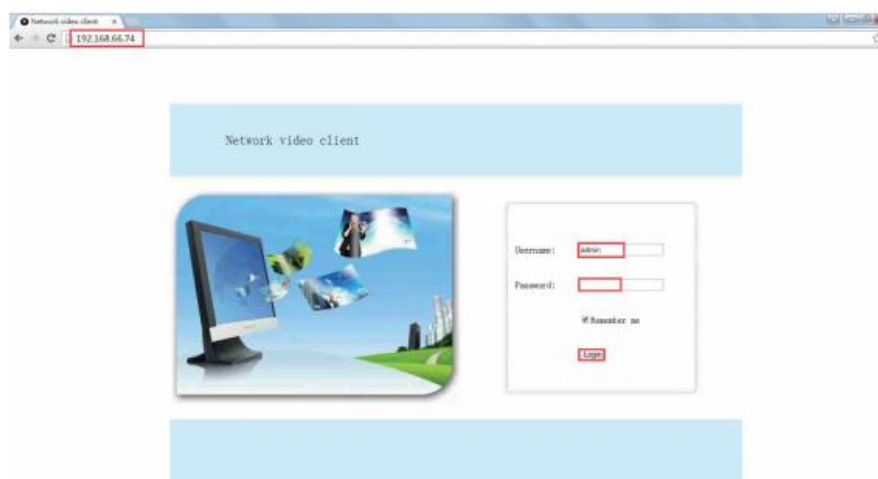 Network video client x
192.168.66.74
Network video client
Username: admin
Password:
Remember me
Login